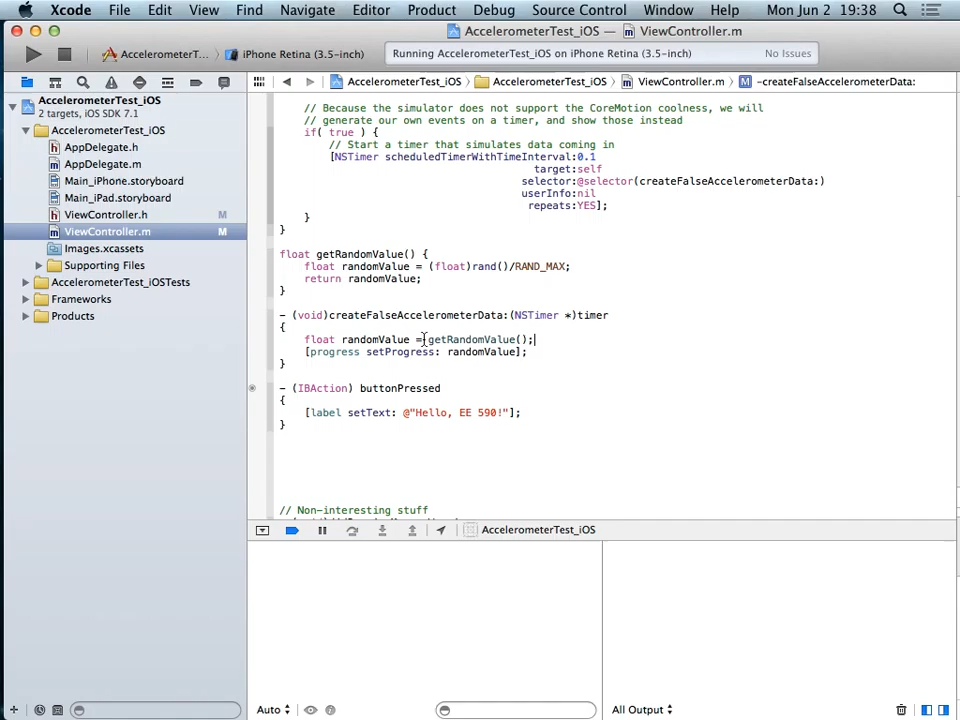 Xcode File Edit View Find Navigate Editor Product Debug Source Control Window Help Mon Jun 2 19:38
AccelerometerTest_iOS — ViewController.m
AccelerometerT... iPhone Retina (3.5-inch) Running AccelerometerTest_iOS on iPhone Retina (3.5-inch) No Issues
AccelerometerTest_iOS AccelerometerTest_iOS ViewController.m M -createFalseAccelerometerData:
AccelerometerTest_iOS
2 targets, iOS SDK 7.1
AccelerometerTest_iOS
h AppDelegate.h
m AppDelegate.m
Main_iPhone.storyboard
Main_iPad.storyboard
h ViewController.h M
m ViewController.m M
Images.xcassets
Supporting Files
AccelerometerTest_iOSTests
Frameworks
Products
// Because the simulator does not support the CoreMotion coolness, we will
// generate our own events on a timer, and show those instead
if( true ) {
// Start a timer that simulates data coming in
[NSTimer scheduledTimerWithTimeInterval:0.1
target:self
selector:@selector(createFalseAccelerometerData:)
userInfo:nil
repeats:YES];
}
}
float getRandomValue() {
float randomValue = (float)rand()/RAND_MAX;
return randomValue;
}
- (void)createFalseAccelerometerData:(NSTimer *)timer
{
float randomValue = getRandomValue();
[progress setProgress: randomValue];
}
- (IBAction) buttonPressed
{
[label setText: @"Hello, EE 590!"];
}
// Non-interesting stuff
AccelerometerTest_iOS
Auto All Output